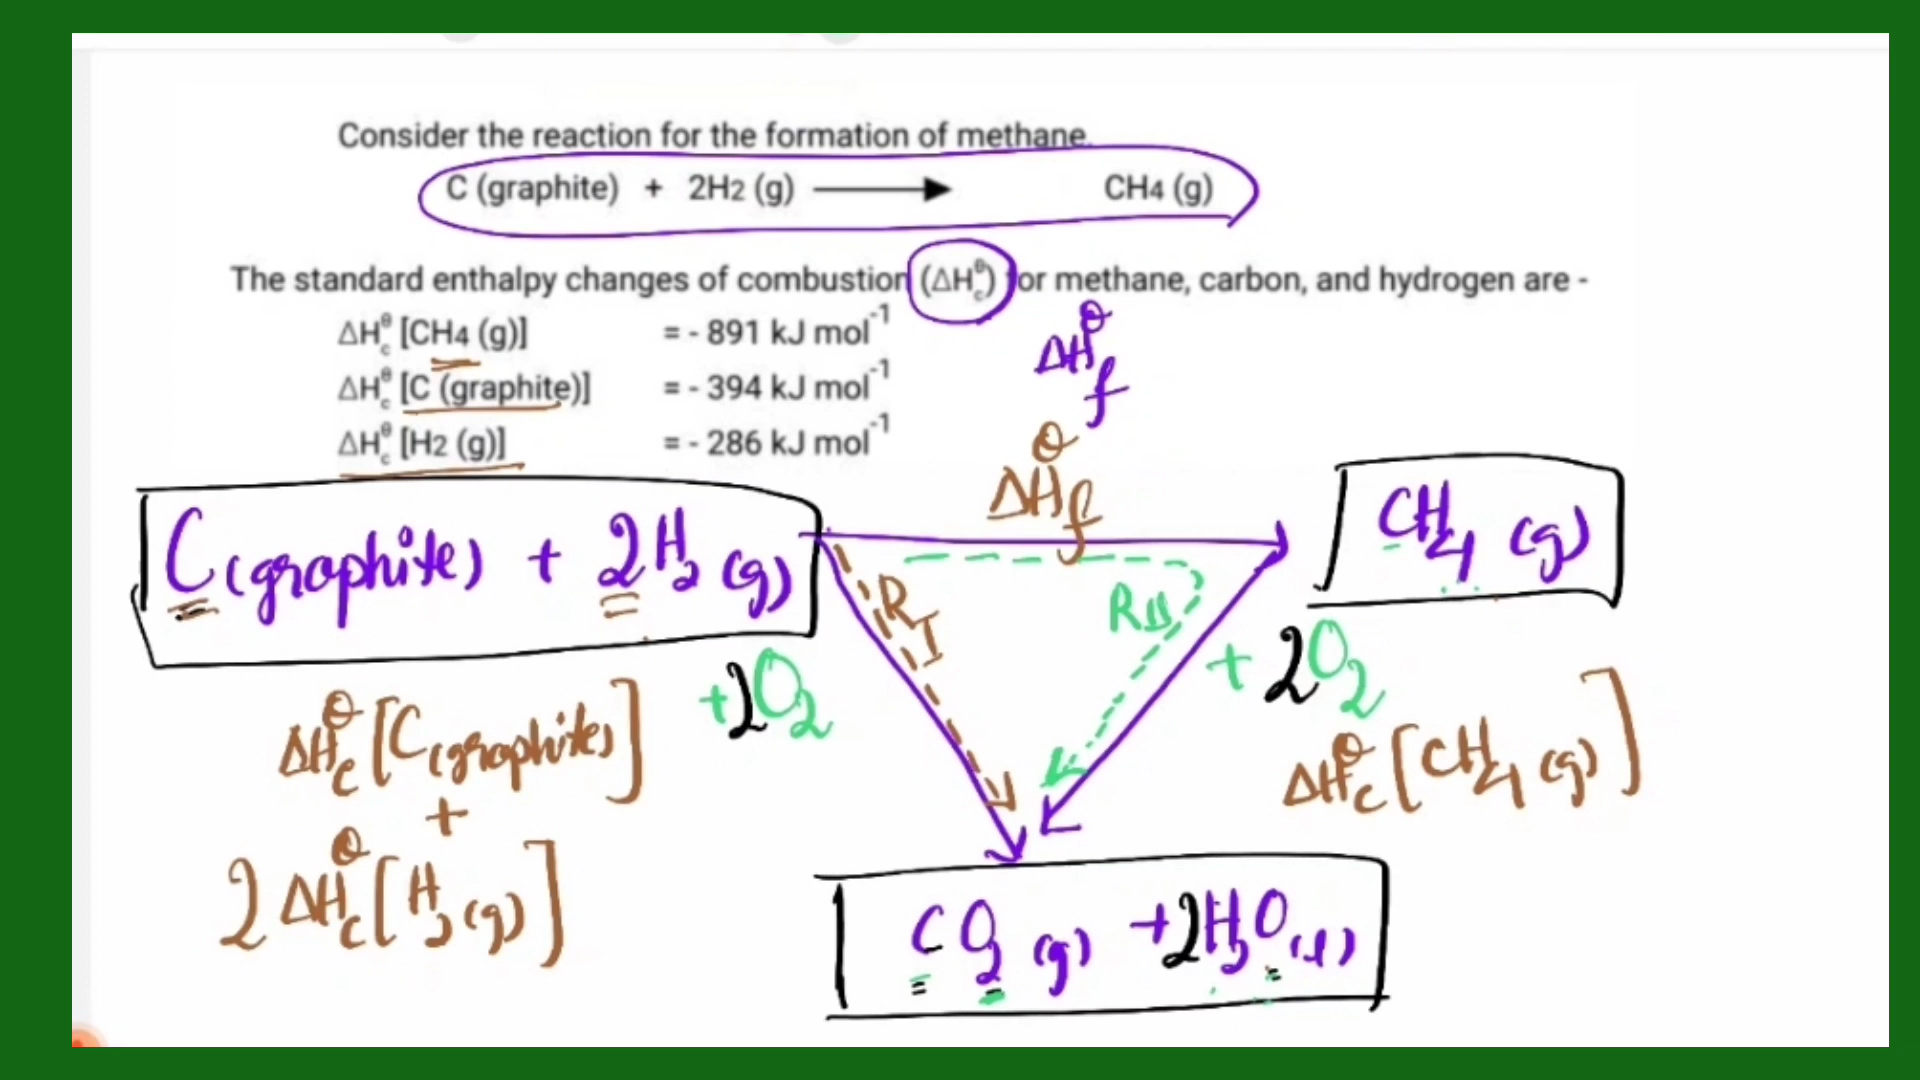 Consider the reaction for the formation of methane.
C (graphite) + 2H2 (g) ⟶ CH4 (g)
The standard enthalpy changes of combustion (ΔH°c) for methane, carbon, and hydrogen are -
ΔH°c [CH4 (g)] = - 891 kJ mol⁻¹
ΔH°f
ΔH°c [C (graphite)] = - 394 kJ mol⁻¹
ΔH°c [H2 (g)] = - 286 kJ mol⁻¹
ΔH°f
C(graphite) + 2H₂(g)
CH₄(g)
RI
RII
+2O₂
+2O₂
ΔH°c [C(graphite)]
ΔH°c [CH₄(g)]
+
2ΔH°c [H₂(g)]
CO₂(g) +2H₂O(l)